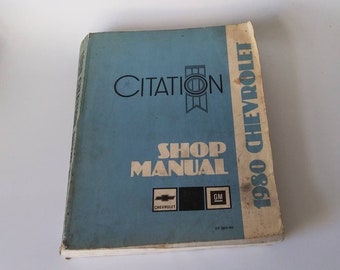 CITATION
SHOP
MANUAL
CHEVROLET
GM
1980 CHEVROLET